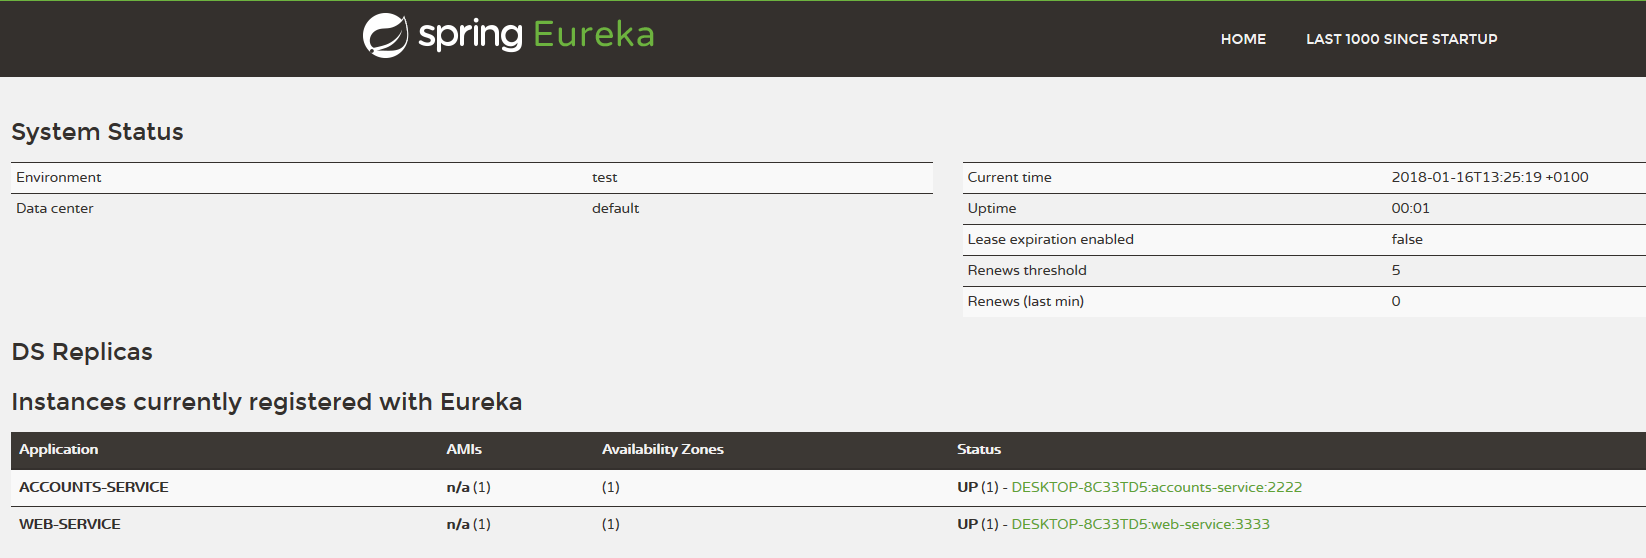 spring Eureka
HOME LAST 1000 SINCE STARTUP
System Status
Environment test
Data center default
Current time 2018-01-16T13:25:19 +0100
Uptime 00:01
Lease expiration enabled false
Renews threshold 5
Renews (last min) 0
DS Replicas
Instances currently registered with Eureka
Application AMIs Availability Zones Status
ACCOUNTS-SERVICE n/a (1) (1) UP (1) - DESKTOP-8C33TD5:accounts-service:2222
WEB-SERVICE n/a (1) (1) UP (1) - DESKTOP-8C33TD5:web-service:3333